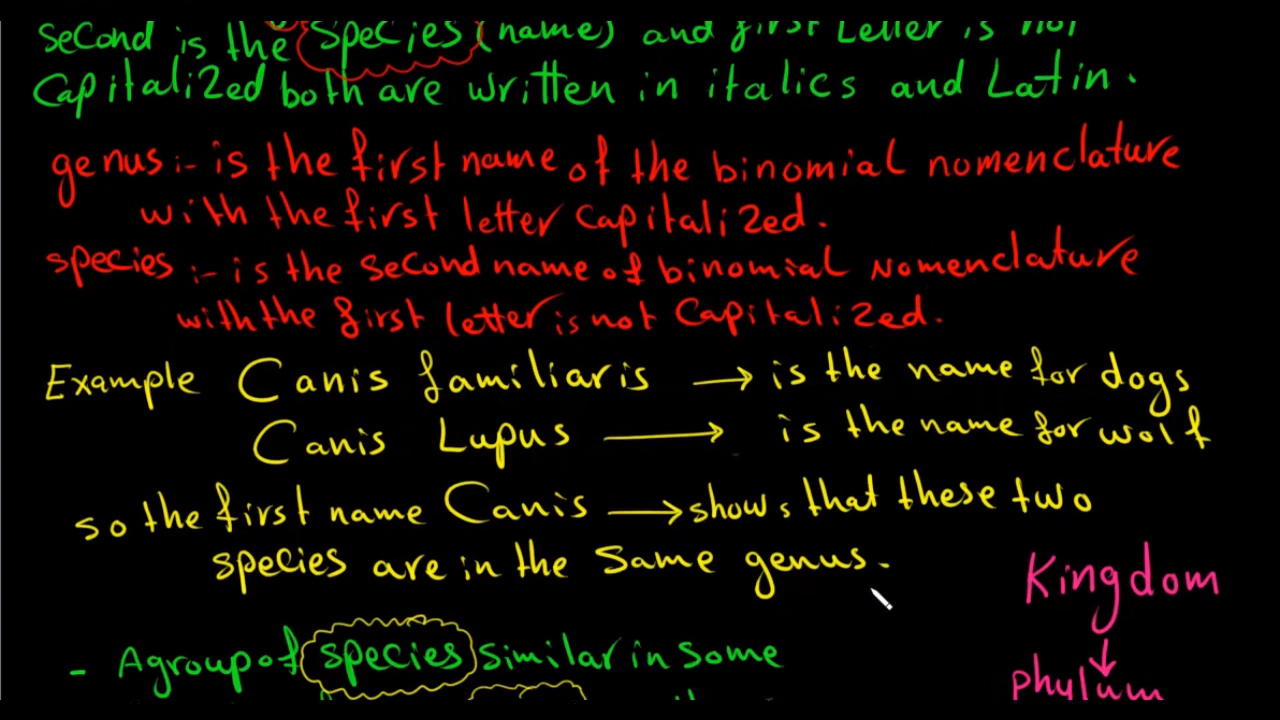 second is the species (name) and first Letter is not
Capitalized both are written in italics and Latin.
genus :- is the first name of the binomial nomenclature
with the first letter Capitalized.
species :- is the second name of binomial Nomenclature
with the first letter is not Capitalized.
Example Canis familiaris → is the name for dogs
Canis Lupus → is the name for wolf
so the first name Canis → shows that these two
species are in the same genus.
Kingdom
↓
phylum
- A group of species similar in some